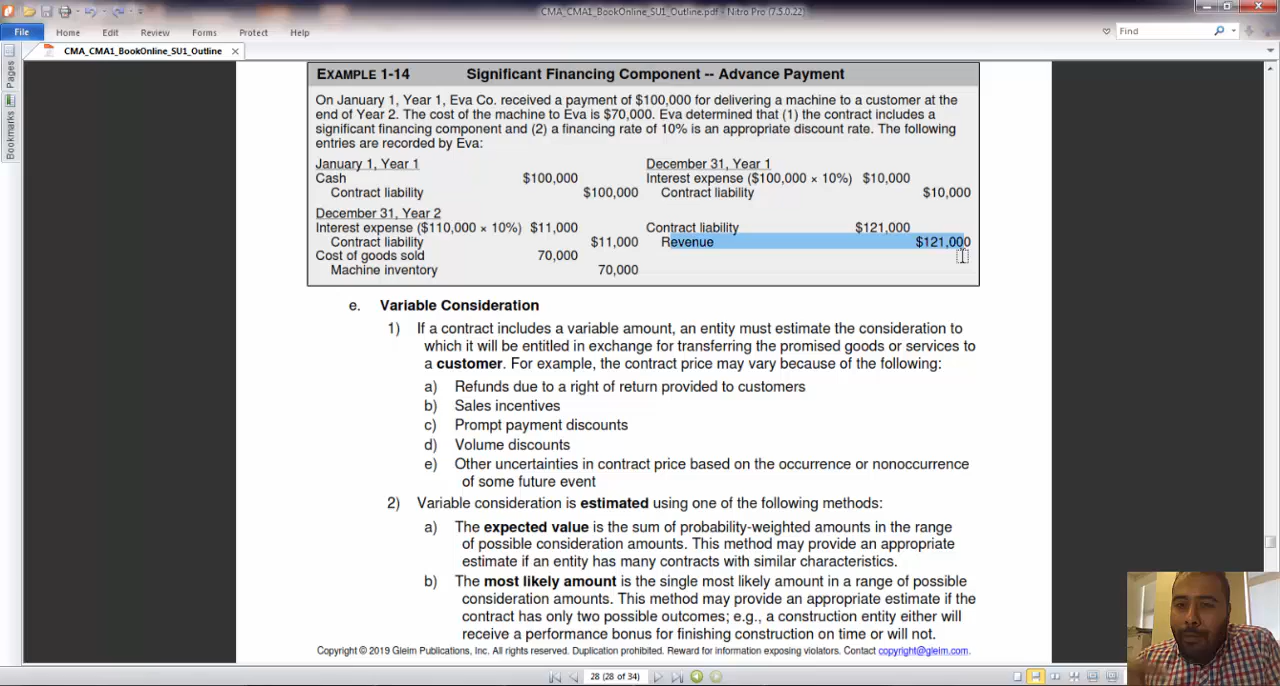 CMA_CMA1_BookOnline_SU1_Outline.pdf - Nitro Pro (7.5.0.22)
File Home Edit Review Forms Protect Help Find
CMA_CMA1_BookOnline_SU1_Outline
Pages
Bookmarks
EXAMPLE 1-14 Significant Financing Component -- Advance Payment
On January 1, Year 1, Eva Co. received a payment of $100,000 for delivering a machine to a customer at the
end of Year 2. The cost of the machine to Eva is $70,000. Eva determined that (1) the contract includes a
significant financing component and (2) a financing rate of 10% is an appropriate discount rate. The following
entries are recorded by Eva:
January 1, Year 1 December 31, Year 1
Cash $100,000 Interest expense ($100,000 × 10%) $10,000
Contract liability $100,000 Contract liability $10,000
December 31, Year 2
Interest expense ($110,000 × 10%) $11,000 Contract liability $121,000
Contract liability $11,000 Revenue $121,000
Cost of goods sold 70,000
Machine inventory 70,000
e. Variable Consideration
1) If a contract includes a variable amount, an entity must estimate the consideration to
which it will be entitled in exchange for transferring the promised goods or services to
a customer. For example, the contract price may vary because of the following:
a) Refunds due to a right of return provided to customers
b) Sales incentives
c) Prompt payment discounts
d) Volume discounts
e) Other uncertainties in contract price based on the occurrence or nonoccurrence
of some future event
2) Variable consideration is estimated using one of the following methods:
a) The expected value is the sum of probability-weighted amounts in the range
of possible consideration amounts. This method may provide an appropriate
estimate if an entity has many contracts with similar characteristics.
b) The most likely amount is the single most likely amount in a range of possible
consideration amounts. This method may provide an appropriate estimate if the
contract has only two possible outcomes; e.g., a construction entity either will
receive a performance bonus for finishing construction on time or will not.
Copyright © 2019 Gleim Publications, Inc. All rights reserved. Duplication prohibited. Reward for information exposing violators. Contact copyright@gleim.com.
28 (28 of 34)